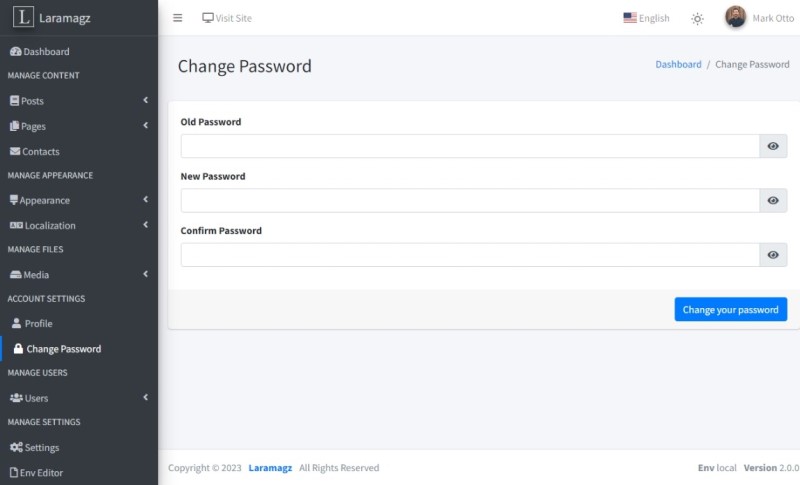 L Laramagz
Visit Site
English
Mark Otto
Dashboard
MANAGE CONTENT
Posts
Pages
Contacts
MANAGE APPEARANCE
Appearance
Localization
MANAGE FILES
Media
ACCOUNT SETTINGS
Profile
Change Password
MANAGE USERS
Users
MANAGE SETTINGS
Settings
Env Editor
Change Password
Dashboard / Change Password
Old Password
New Password
Confirm Password
Change your password
Copyright © 2023 Laramagz All Rights Reserved
Env local Version 2.0.0